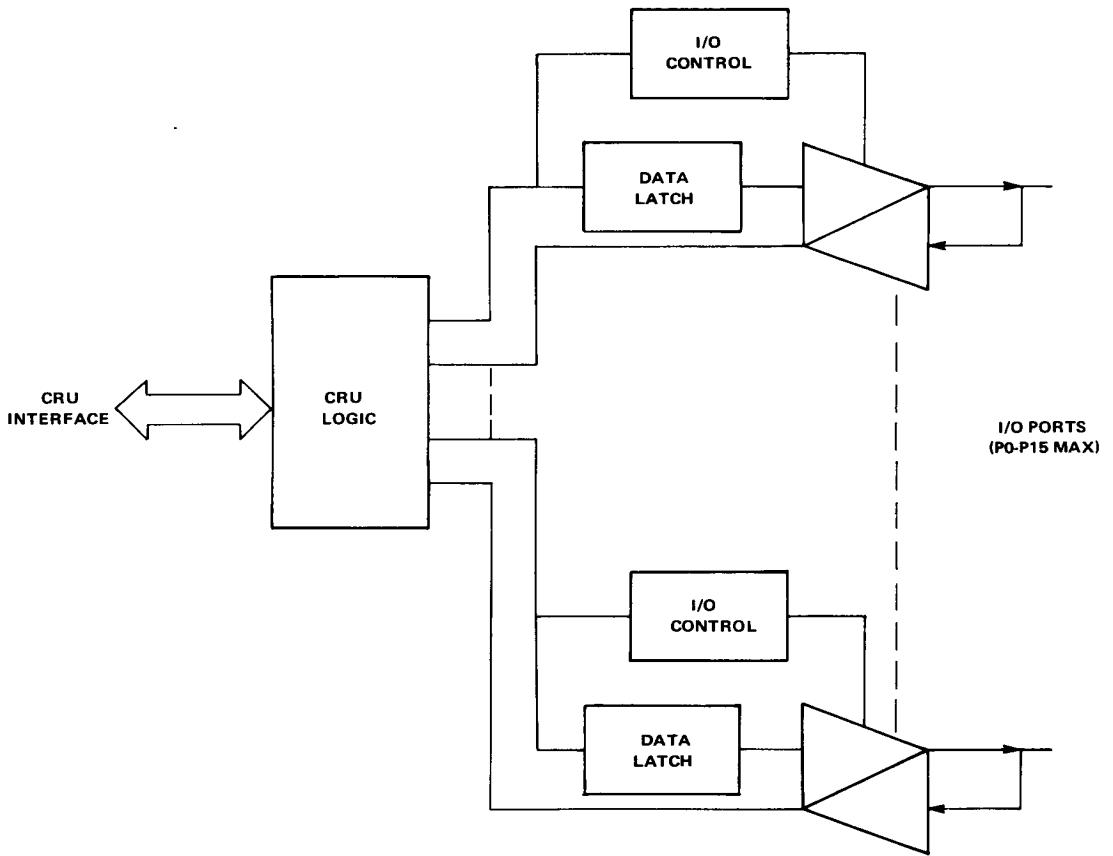 I/O
CONTROL
DATA
LATCH
CRU
INTERFACE
CRU
LOGIC
I/O PORTS
(P0-P15 MAX)
I/O
CONTROL
DATA
LATCH